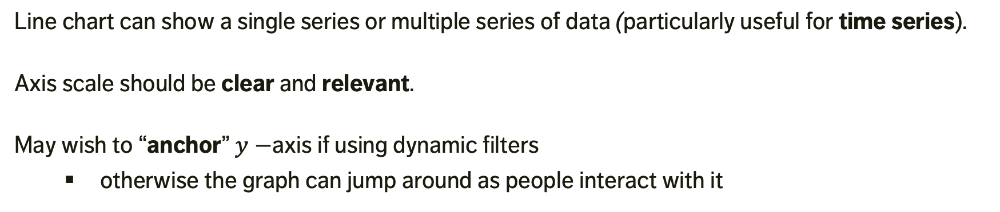 Line chart can show a single series or multiple series of data (particularly useful for time series).
Axis scale should be clear and relevant.
May wish to “anchor” y –axis if using dynamic filters
▪ otherwise the graph can jump around as people interact with it